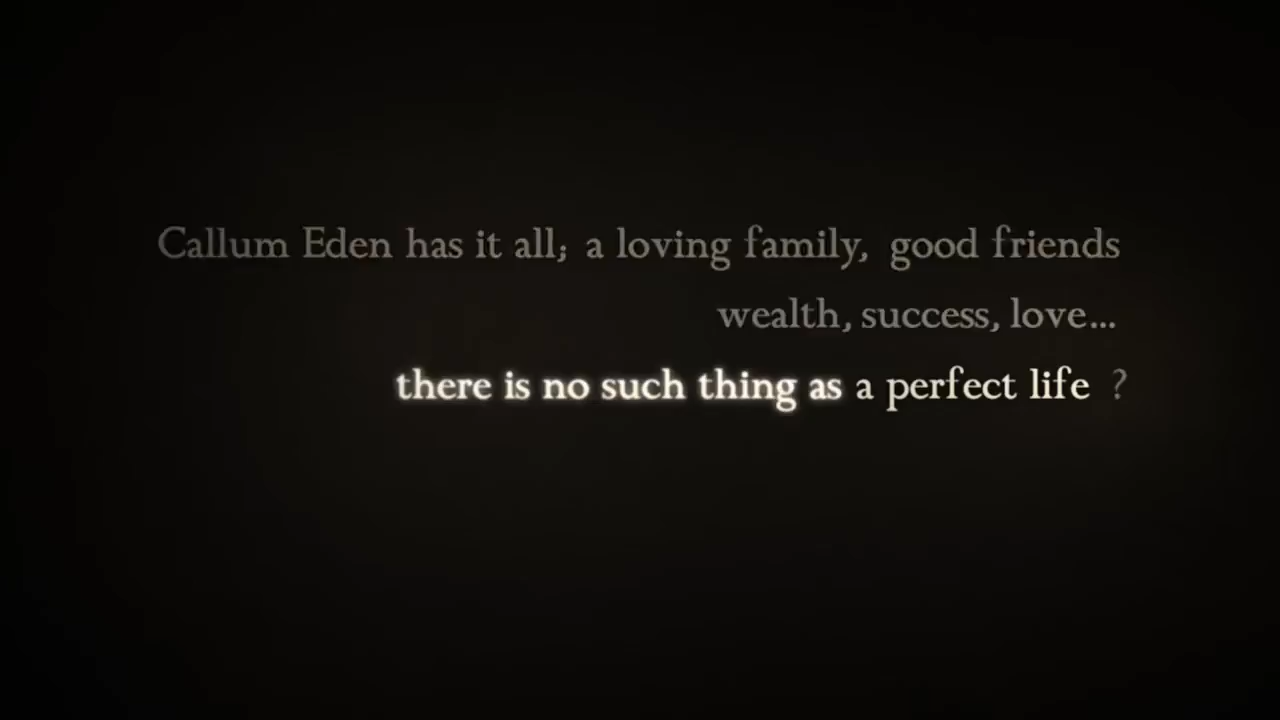 Callum Eden has it all; a loving family, good friends
wealth, success, love...
there is no such thing as a perfect life ?